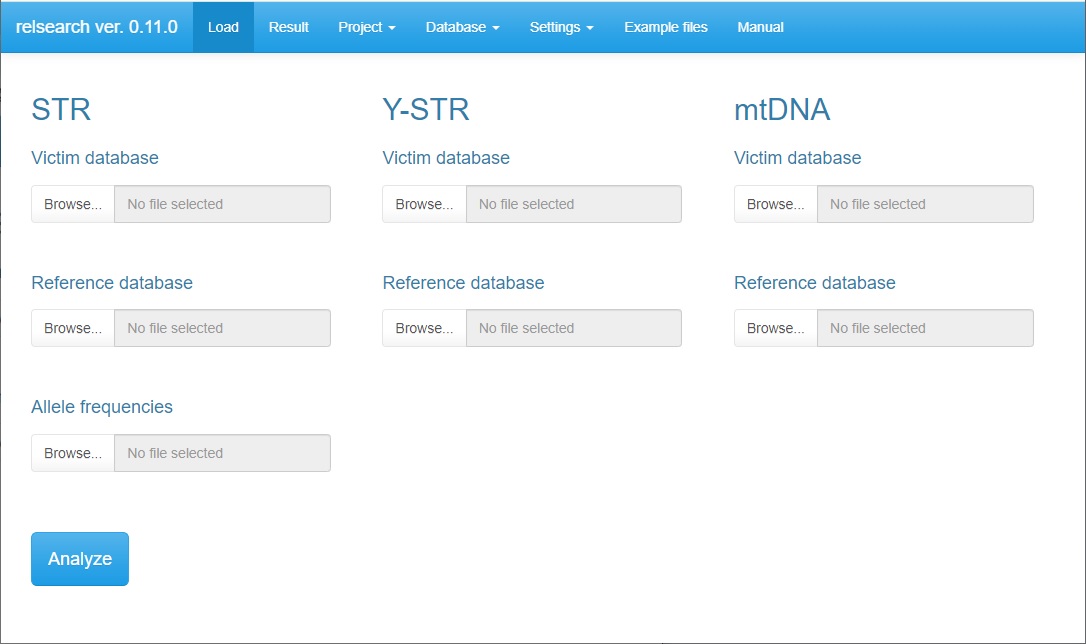 relsearch ver. 0.11.0 Load Result Project Database Settings Example files Manual
STR Y-STR mtDNA
Victim database Victim database Victim database
Browse... No file selected Browse... No file selected Browse... No file selected
Reference database Reference database Reference database
Browse... No file selected Browse... No file selected Browse... No file selected
Allele frequencies
Browse... No file selected
Analyze